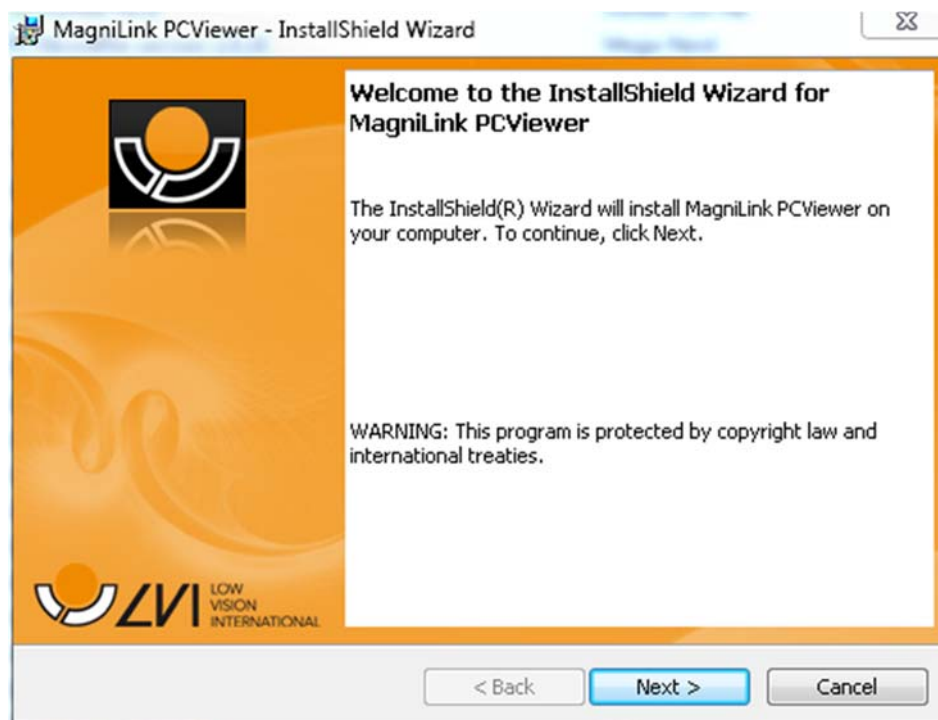 MagniLink PCViewer - InstallShield Wizard
Welcome to the InstallShield Wizard for
MagniLink PCViewer
The InstallShield(R) Wizard will install MagniLink PCViewer on
your computer. To continue, click Next.
WARNING: This program is protected by copyright law and
international treaties.
LVI
LOW
VISION
INTERNATIONAL
< Back
Next >
Cancel